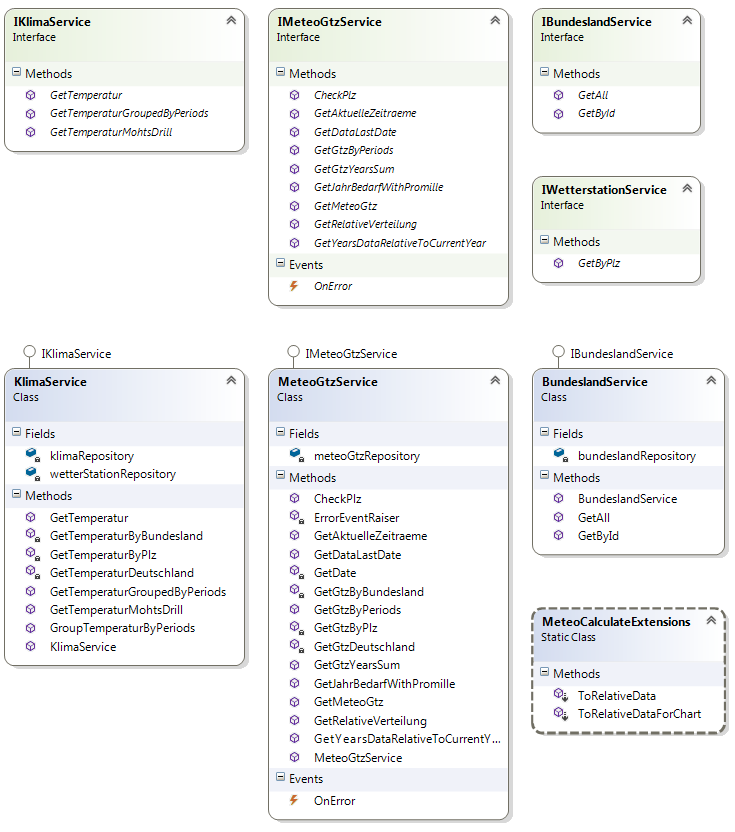 IKlimaService
Interface
Methods
GetTemperatur
GetTemperaturGroupedByPeriods
GetTemperaturMohtsDrill
IMeteoGtzService
Interface
Methods
CheckPlz
GetAktuelleZeitraeme
GetDataLastDate
GetGtzByPeriods
GetGtzYearsSum
GetJahrBedarfWithPromille
GetMeteoGtz
GetRelativeVerteilung
GetYearsDataRelativeToCurrentYear
Events
OnError
IBundeslandService
Interface
Methods
GetAll
GetById
IWetterstationService
Interface
Methods
GetByPlz
IKlimaService
KlimaService
Class
Fields
klimaRepository
wetterStationRepository
Methods
GetTemperatur
GetTemperaturByBundesland
GetTemperaturByPlz
GetTemperaturDeutschland
GetTemperaturGroupedByPeriods
GetTemperaturMohtsDrill
GroupTemperaturByPeriods
KlimaService
IMeteoGtzService
MeteoGtzService
Class
Fields
meteoGtzRepository
Methods
CheckPlz
ErrorEventRaiser
GetAktuelleZeitraeme
GetDataLastDate
GetDate
GetGtzByBundesland
GetGtzByPeriods
GetGtzByPlz
GetGtzDeutschland
GetGtzYearsSum
GetJahrBedarfWithPromille
GetMeteoGtz
GetRelativeVerteilung
GetYearsDataRelativeToCurrentY...
MeteoGtzService
Events
OnError
IBundeslandService
BundeslandService
Class
Fields
bundeslandRepository
Methods
BundeslandService
GetAll
GetById
MeteoCalculateExtensions
Static Class
Methods
ToRelativeData
ToRelativeDataForChart